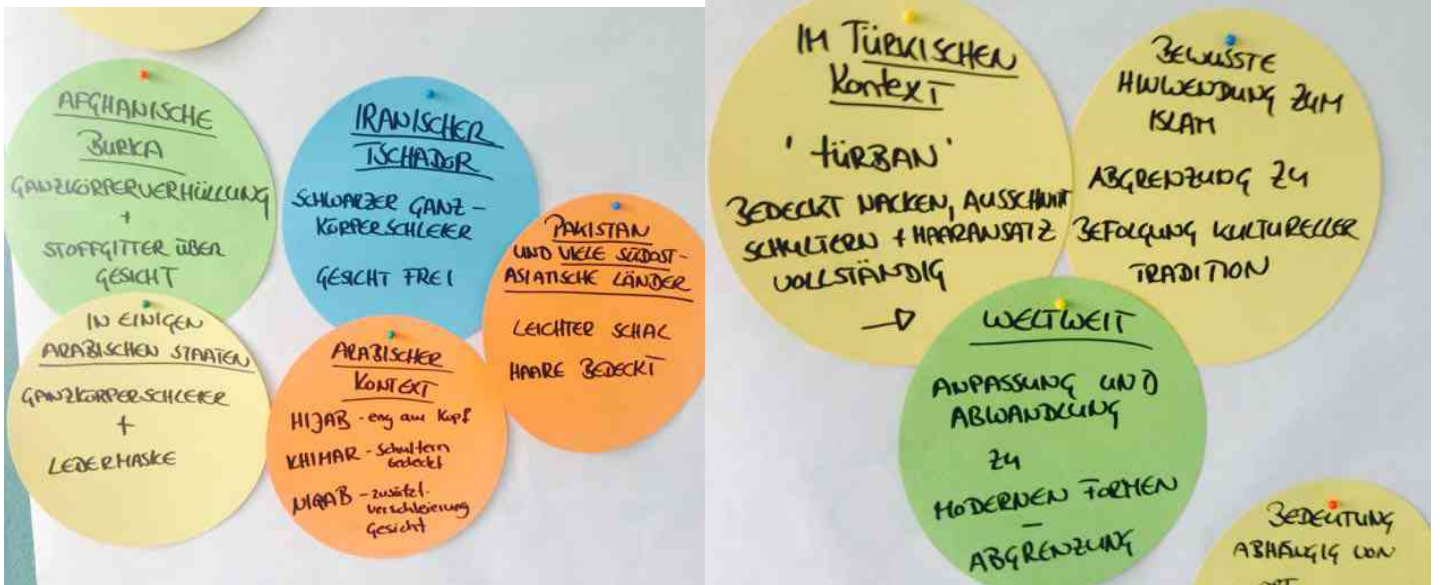 AFGHANISCHE
BURKA
GANZKÖRPERVERHÜLLUNG
+
STOFFGITTER ÜBER
GESICHT
IRANISCHER
TSCHADOR
SCHWARZER GANZ-
KÖRPERSCHLEIER
GESICHT FREI
PAKISTAN
UND VIELE SÜDOST-
ASIATISCHE LÄNDER
LEICHTER SCHAL
HAARE BEDECKT
IN EINIGEN
ARABISCHEN STAATEN
GANZKÖRPERSCHLEIER
+
LEDERMASKE
ARABISCHER
KONTEXT
HIJAB - eng am Kopf
KHIMAR - Schultern
bedeckt
NIQAB - zusätzl.
Verschleierung
Gesicht
IM TÜRKISCHEN
KONTEXT
'TÜRBAN'
BEDECKT NACKEN, AUSSCHNITT
SCHULTERN + HAARANSATZ
VOLLSTÄNDIG
→
BEWUSSTE
HINWENDUNG ZUM
ISLAM
ABGRENZUNG ZU
BEFOLGUNG KULTURELLER
TRADITION
WELTWEIT
ANPASSUNG UND
ABWANDLUNG
ZU
MODERNEN FORMEN
–
ABGRENZUNG
BEDEUTUNG
ABHÄNGIG VON